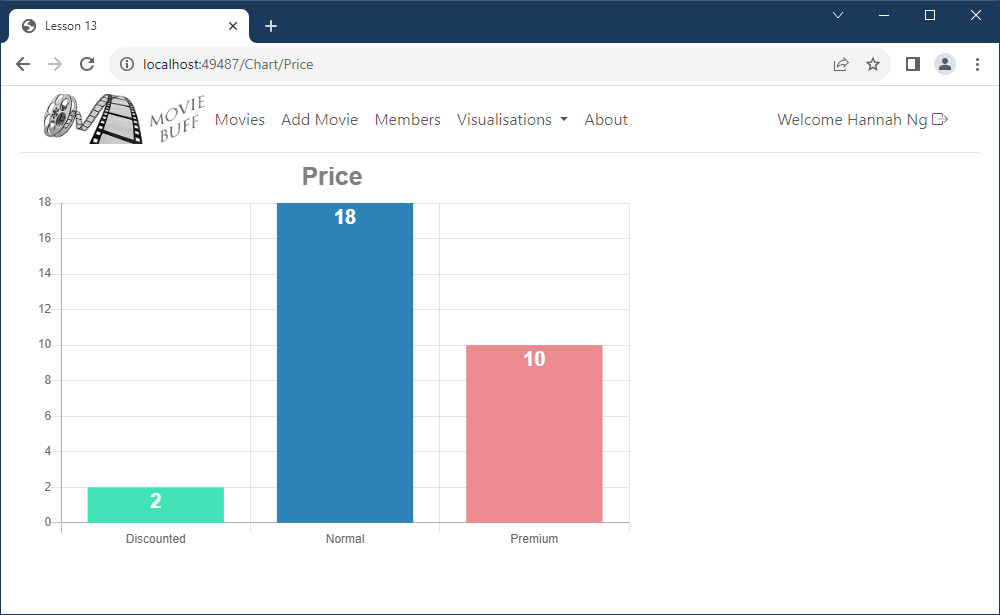 Lesson 13
localhost:49487/Chart/Price
MOVIE
BUFF
Movies Add Movie Members Visualisations About Welcome Hannah Ng
Price
18
16
14
12
10
8
6
4
2
0
2
18
10
Discounted Normal Premium